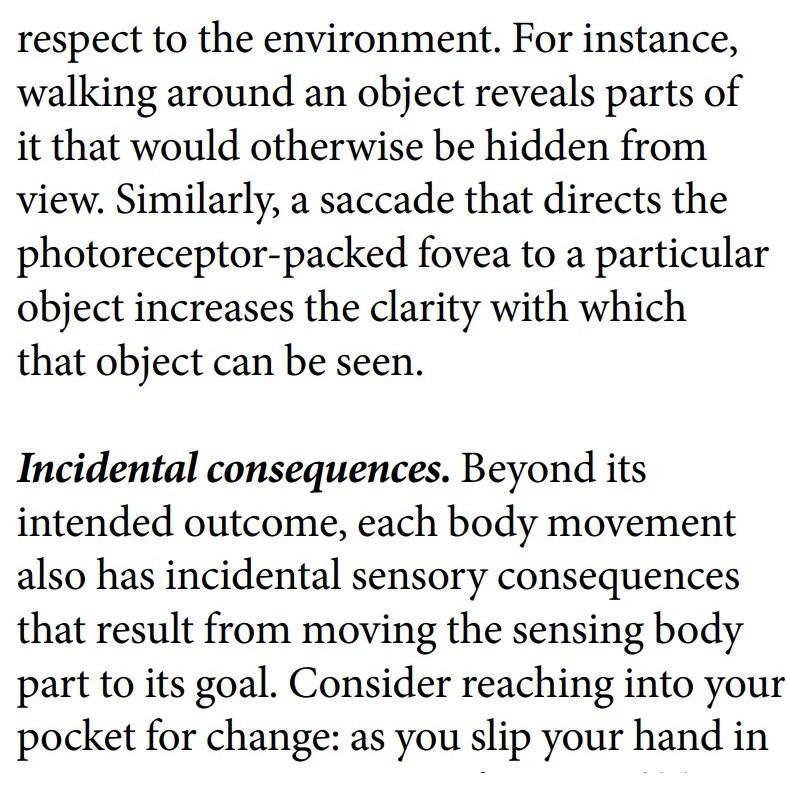 respect to the environment. For instance,
walking around an object reveals parts of
it that would otherwise be hidden from
view. Similarly, a saccade that directs the
photoreceptor-packed fovea to a particular
object increases the clarity with which
that object can be seen.
Incidental consequences. Beyond its
intended outcome, each body movement
also has incidental sensory consequences
that result from moving the sensing body
part to its goal. Consider reaching into your
pocket for change: as you slip your hand in